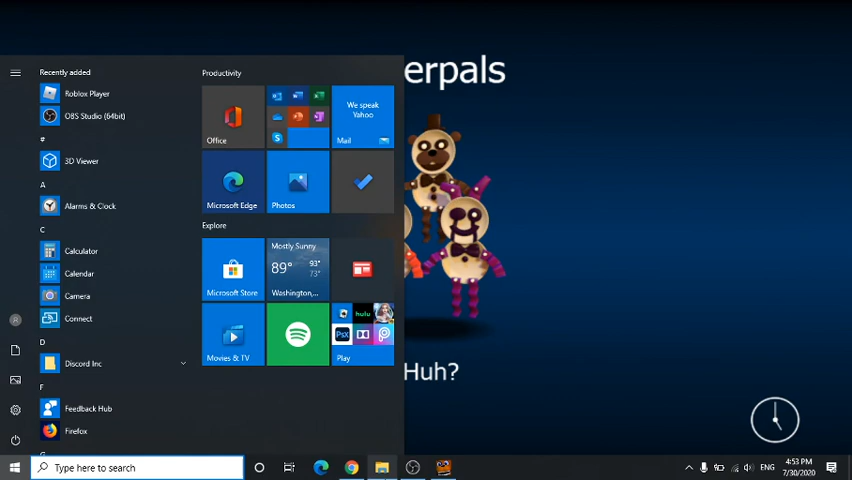 erpals
Huh?
Recently added
Roblox Player
OBS Studio (64bit)
#
3D Viewer
A
Alarms & Clock
C
Calculator
Calendar
Camera
Connect
D
Discord Inc
F
Feedback Hub
Firefox
Productivity
Office
We speak
Yahoo
Mail
Microsoft Edge
Photos
Explore
Microsoft Store
Mostly Sunny
89° 93°
73°
Washington,...
Movies & TV
hulu
PsX
Play
Type here to search
ENG
4:53 PM
7/30/2020